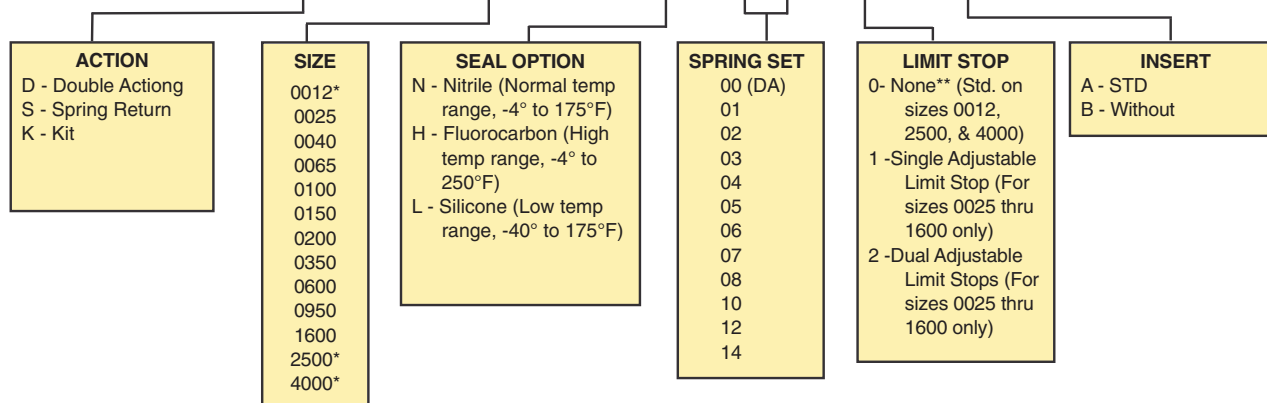 ACTION
D - Double Actiong
S - Spring Return
K - Kit
SIZE
0012*
0025
0040
0065
0100
0150
0200
0350
0600
0950
1600
2500*
4000*
SEAL OPTION
N - Nitrile (Normal temp
range, -4° to 175°F)
H - Fluorocarbon (High
temp range, -4° to
250°F)
L - Silicone (Low temp
range, -40° to 175°F)
SPRING SET
00 (DA)
01
02
03
04
05
06
07
08
10
12
14
LIMIT STOP
0- None** (Std. on
sizes 0012,
2500, & 4000)
1 -Single Adjustable
Limit Stop (For
sizes 0025 thru
1600 only)
2 -Dual Adjustable
Limit Stops (For
sizes 0025 thru
1600 only)
INSERT
A - STD
B - Without